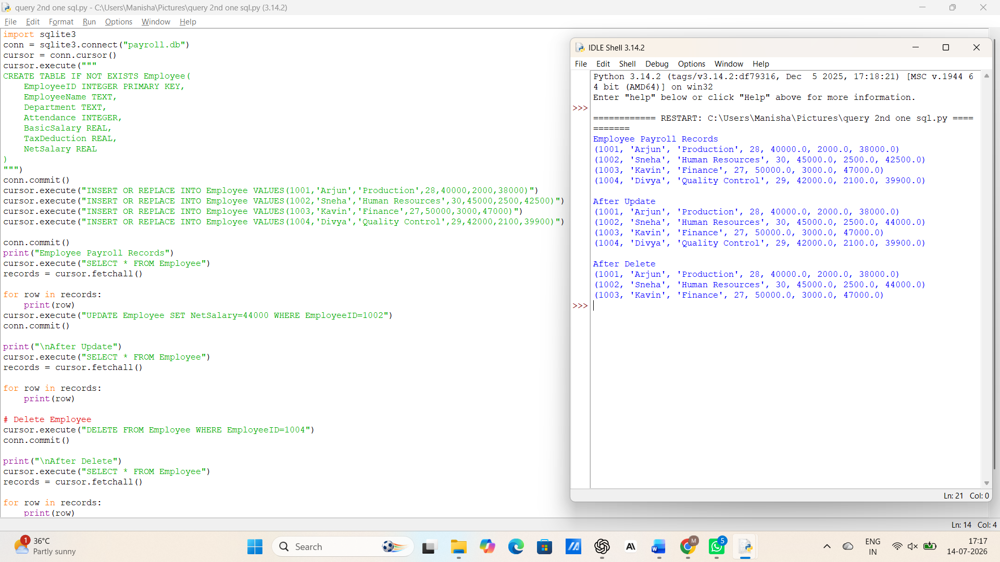 query 2nd one sql.py - C:\Users\Manisha\Pictures\query 2nd one sql.py (3.14.2)
File Edit Format Run Options Window Help
import sqlite3
conn = sqlite3.connect("payroll.db")
cursor = conn.cursor()
cursor.execute("""
CREATE TABLE IF NOT EXISTS Employee(
    EmployeeID INTEGER PRIMARY KEY,
    EmployeeName TEXT,
    Department TEXT,
    Attendance INTEGER,
    BasicSalary REAL,
    TaxDeduction REAL,
    NetSalary REAL
)
""")
conn.commit()
cursor.execute("INSERT OR REPLACE INTO Employee VALUES(1001,'Arjun','Production',28,40000,2000,38000)")
cursor.execute("INSERT OR REPLACE INTO Employee VALUES(1002,'Sneha','Human Resources',30,45000,2500,42500)")
cursor.execute("INSERT OR REPLACE INTO Employee VALUES(1003,'Kavin','Finance',27,50000,3000,47000)")
cursor.execute("INSERT OR REPLACE INTO Employee VALUES(1004,'Divya','Quality Control',29,42000,2100,39900)")
conn.commit()
print("Employee Payroll Records")
cursor.execute("SELECT * FROM Employee")
records = cursor.fetchall()
for row in records:
    print(row)
cursor.execute("UPDATE Employee SET NetSalary=44000 WHERE EmployeeID=1002")
conn.commit()
print("\nAfter Update")
cursor.execute("SELECT * FROM Employee")
records = cursor.fetchall()
for row in records:
    print(row)
# Delete Employee
cursor.execute("DELETE FROM Employee WHERE EmployeeID=1004")
conn.commit()
print("\nAfter Delete")
cursor.execute("SELECT * FROM Employee")
records = cursor.fetchall()
for row in records:
    print(row)
Ln: 14 Col: 4
IDLE Shell 3.14.2
File Edit Shell Debug Options Window Help
Python 3.14.2 (tags/v3.14.2:df79316, Dec  5 2025, 17:18:21) [MSC v.1944 6
4 bit (AMD64)] on win32
Enter "help" below or click "Help" above for more information.
>>>
============ RESTART: C:\Users\Manisha\Pictures\query 2nd one sql.py ====
=======
Employee Payroll Records
(1001, 'Arjun', 'Production', 28, 40000.0, 2000.0, 38000.0)
(1002, 'Sneha', 'Human Resources', 30, 45000.0, 2500.0, 42500.0)
(1003, 'Kavin', 'Finance', 27, 50000.0, 3000.0, 47000.0)
(1004, 'Divya', 'Quality Control', 29, 42000.0, 2100.0, 39900.0)
After Update
(1001, 'Arjun', 'Production', 28, 40000.0, 2000.0, 38000.0)
(1002, 'Sneha', 'Human Resources', 30, 45000.0, 2500.0, 44000.0)
(1003, 'Kavin', 'Finance', 27, 50000.0, 3000.0, 47000.0)
(1004, 'Divya', 'Quality Control', 29, 42000.0, 2100.0, 39900.0)
After Delete
(1001, 'Arjun', 'Production', 28, 40000.0, 2000.0, 38000.0)
(1002, 'Sneha', 'Human Resources', 30, 45000.0, 2500.0, 44000.0)
(1003, 'Kavin', 'Finance', 27, 50000.0, 3000.0, 47000.0)
>>>
Ln: 21 Col: 0
1
36°C
Partly sunny
Search
AI
W
M
5
ENG
IN
17:17
14-07-2026